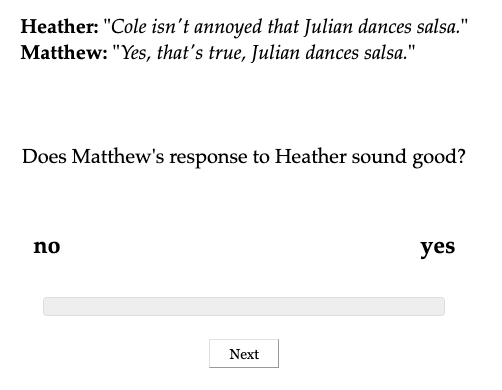 Heather: "Cole isn't annoyed that Julian dances salsa."
Matthew: "Yes, that's true, Julian dances salsa."
Does Matthew's response to Heather sound good?
no yes
Next